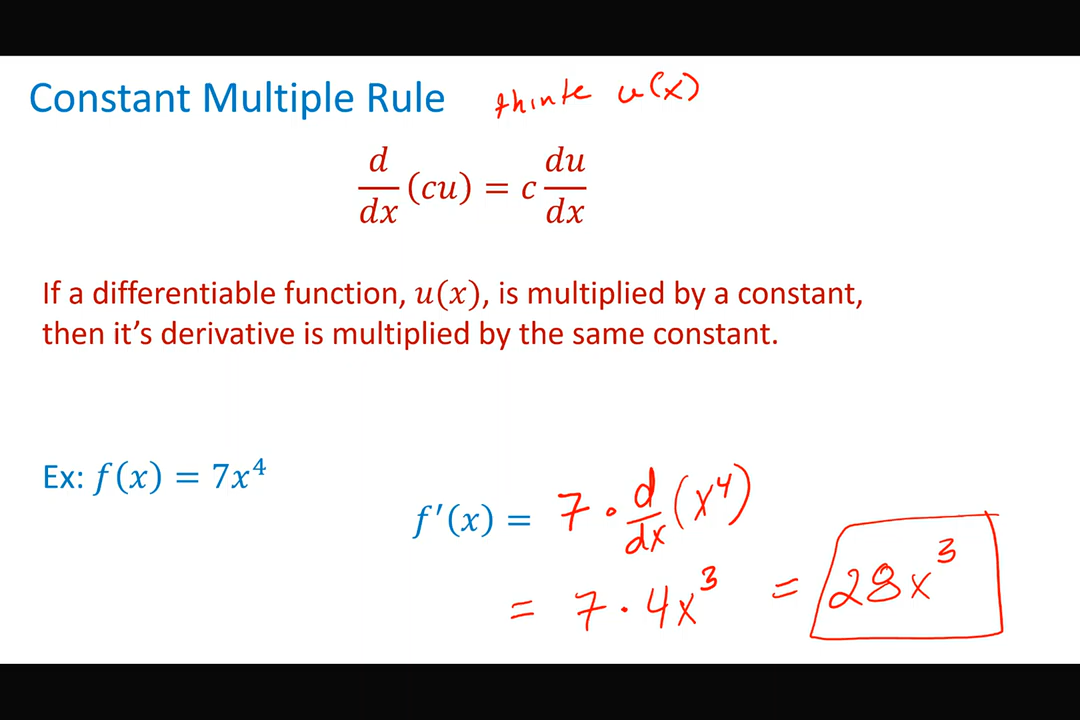 Constant Multiple Rule think u(x)
d/dx (cu) = c du/dx
If a differentiable function, u(x), is multiplied by a constant,
then it’s derivative is multiplied by the same constant.
Ex: f(x) = 7x⁴
f′(x) = 7 · d/dx (x⁴)
= 7 · 4x³ = 28x³